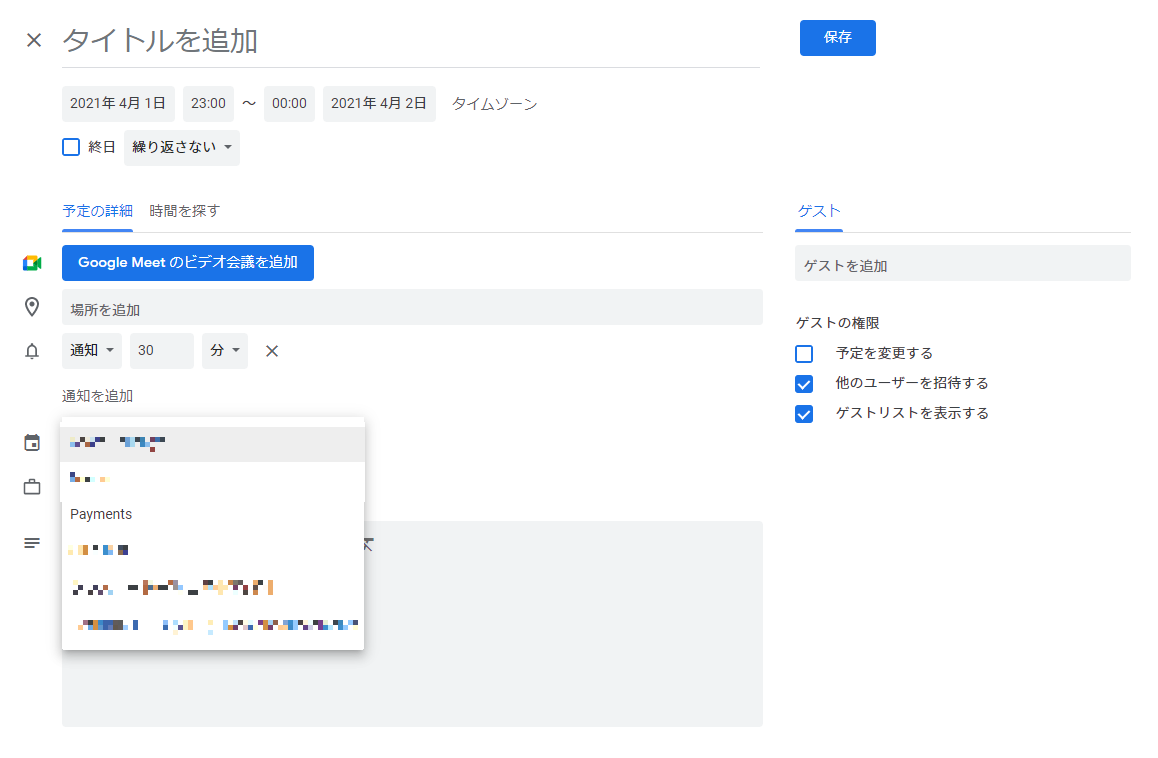 タイトルを追加
保存
2021年 4月 1日 23:00 〜 00:00 2021年 4月 2日 タイムゾーン
終日 繰り返さない
予定の詳細 時間を探す
Google Meet のビデオ会議を追加
場所を追加
通知 30 分
通知を追加
Payments
ゲスト
ゲストを追加
ゲストの権限
予定を変更する
他のユーザーを招待する
ゲストリストを表示する